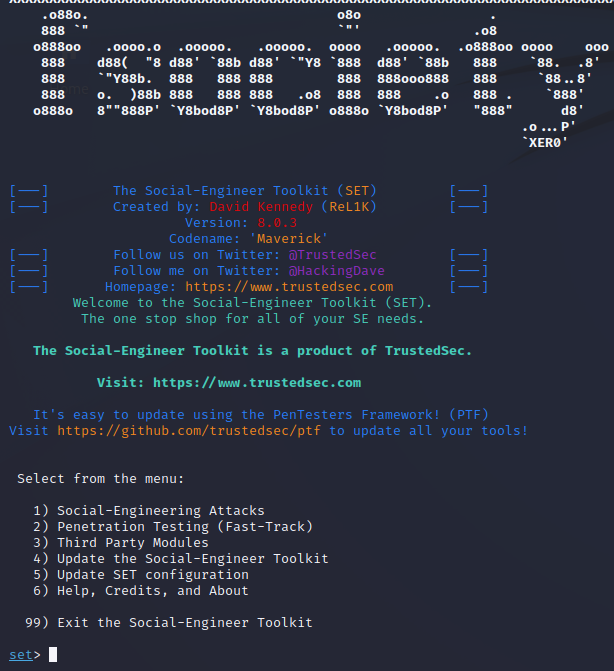 .o88o. o8o .
888 `" `"' .o8
o888oo .oooo.o .ooooo. .ooooo. oooo .ooooo. .o888oo oooo ooo
888 d88( "8 d88' `88b d88' `"Y8 `888 d88' `88b 888 `88. .8'
888 `"Y88b. 888 888 888 888 888ooo888 888 `88..8'
888 o. )88b 888 888 888 .o8 888 888 .o 888 . `888'
o888o 8""888P' `Y8bod8P' `Y8bod8P' o888o `Y8bod8P' "888" d8'
.o...P'
`XER0'
[---] The Social-Engineer Toolkit (SET) [---]
[---] Created by: David Kennedy (ReL1K) [---]
Version: 8.0.3
Codename: 'Maverick'
[---] Follow us on Twitter: @TrustedSec [---]
[---] Follow me on Twitter: @HackingDave [---]
[---] Homepage: https://www.trustedsec.com [---]
Welcome to the Social-Engineer Toolkit (SET).
The one stop shop for all of your SE needs.
The Social-Engineer Toolkit is a product of TrustedSec.
Visit: https://www.trustedsec.com
It's easy to update using the PenTesters Framework! (PTF)
Visit https://github.com/trustedsec/ptf to update all your tools!
Select from the menu:
1) Social-Engineering Attacks
2) Penetration Testing (Fast-Track)
3) Third Party Modules
4) Update the Social-Engineer Toolkit
5) Update SET configuration
6) Help, Credits, and About
99) Exit the Social-Engineer Toolkit
set>